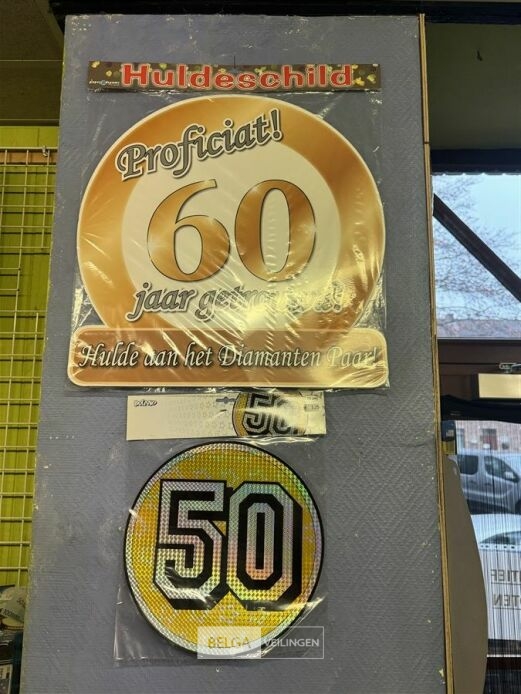 Huldeschild
Proficiat!
60
jaar getrouwd!
Hulde aan het Diamanten Paar!
50
50
BELGA VEILINGEN